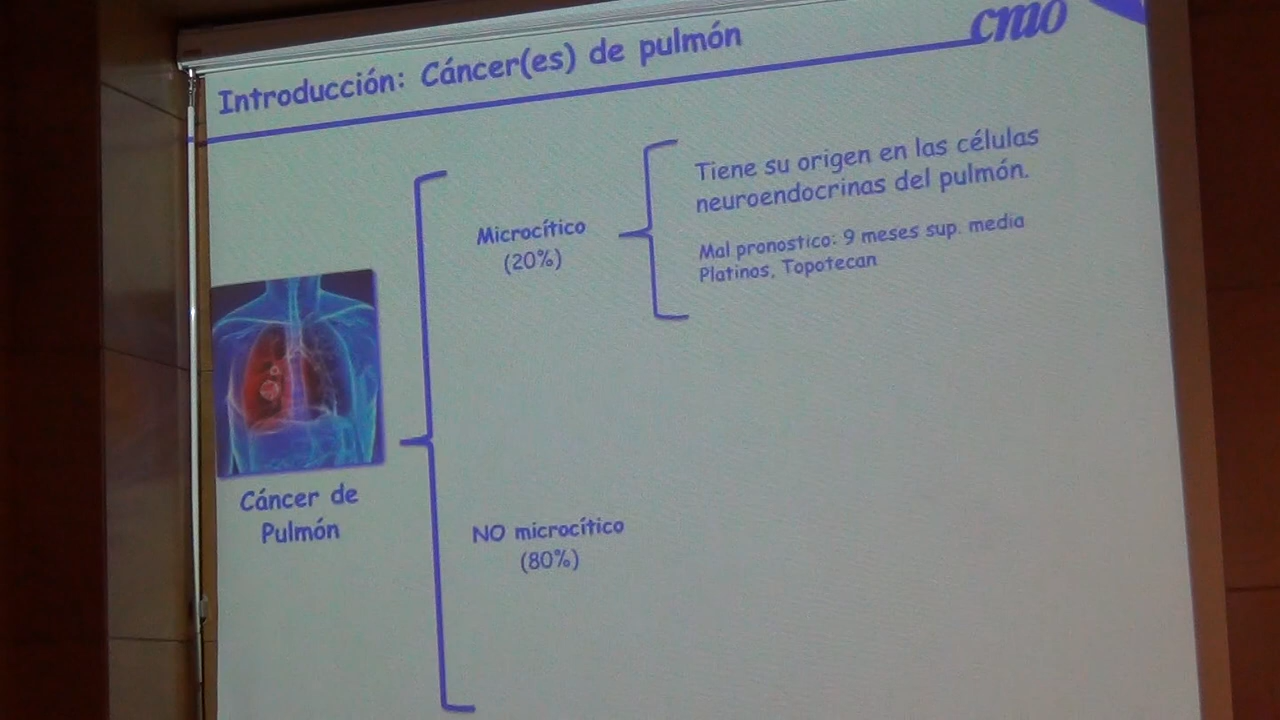 cnio
Introducción: Cáncer(es) de pulmón
Tiene su origen en las células
neuroendocrinas del pulmón.
Microcítico
(20%)
Mal pronostico: 9 meses sup. media
Platinos, Topotecan
Cáncer de
Pulmón
NO microcítico
(80%)